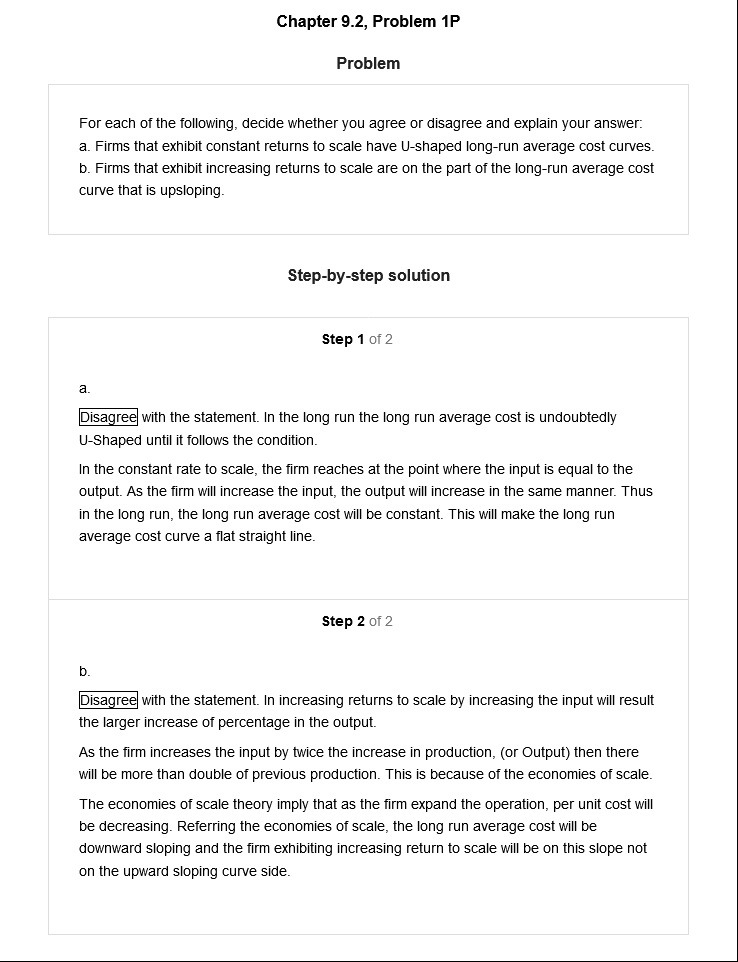 Chapter 9.2, Problem 1P
Problem
For each of the following, decide whether you agree or disagree and explain your answer:
a. Firms that exhibit constant returns to scale have U-shaped long-run average cost curves.
b. Firms that exhibit increasing returns to scale are on the part of the long-run average cost
curve that is upsloping.
Step-by-step solution
Step 1 of 2
a.
Disagree with the statement. In the long run the long run average cost is undoubtedly
U-Shaped until it follows the condition.
In the constant rate to scale, the firm reaches at the point where the input is equal to the
output. As the firm will increase the input, the output will increase in the same manner. Thus
in the long run, the long run average cost will be constant. This will make the long run
average cost curve a flat straight line.
Step 2 of 2
b.
Disagree with the statement. In increasing returns to scale by increasing the input will result
the larger increase of percentage in the output.
As the firm increases the input by twice the increase in production, (or Output) then there
will be more than double of previous production. This is because of the economies of scale.
The economies of scale theory imply that as the firm expand the operation, per unit cost will
be decreasing. Referring the economies of scale, the long run average cost will be
downward sloping and the firm exhibiting increasing return to scale will be on this slope not
on the upward sloping curve side.